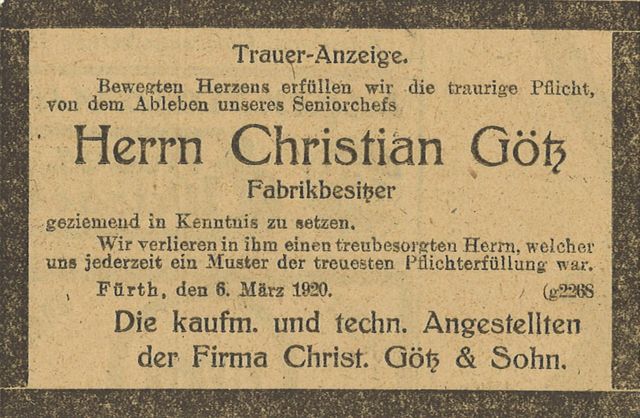 Trauer-Anzeige.
Bewegten Herzens erfüllen wir die traurige Pflicht,
von dem Ableben unseres Seniorchefs
Herrn Christian Götz
Fabrikbesitzer
geziemend in Kenntnis zu setzen.
Wir verlieren in ihm einen treubesorgten Herrn, welcher
uns jederzeit ein Muster der treuesten Pflichterfüllung war.
Fürth, den 6. März 1920. (g2268
Die kaufm. und techn. Angestellten
der Firma Christ. Götz & Sohn.